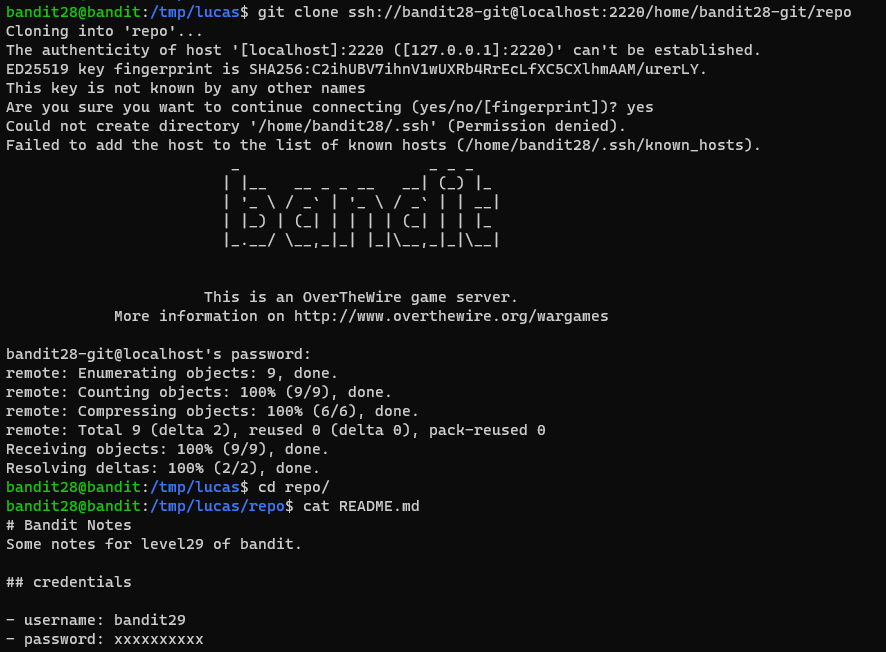 bandit28@bandit:/tmp/lucas$ git clone ssh://bandit28-git@localhost:2220/home/bandit28-git/repo
Cloning into 'repo'...
The authenticity of host '[localhost]:2220 ([127.0.0.1]:2220)' can't be established.
ED25519 key fingerprint is SHA256:C2ihUBV7ihnV1wUXRb4RrEcLfXC5CXlhmAAM/urerLY.
This key is not known by any other names
Are you sure you want to continue connecting (yes/no/[fingerprint])? yes
Could not create directory '/home/bandit28/.ssh' (Permission denied).
Failed to add the host to the list of known hosts (/home/bandit28/.ssh/known_hosts).
                         _                     _ _ _
                        | |__   __ _ _ __   __| (_) |_
                        | '_ \ / _` | '_ \ / _` | | __|
                        | |_) | (_| | | | | (_| | | |_
                        |_.__/ \__,_|_| |_|\__,_|_|\__|
                      This is an OverTheWire game server.
            More information on http://www.overthewire.org/wargames
bandit28-git@localhost's password:
remote: Enumerating objects: 9, done.
remote: Counting objects: 100% (9/9), done.
remote: Compressing objects: 100% (6/6), done.
remote: Total 9 (delta 2), reused 0 (delta 0), pack-reused 0
Receiving objects: 100% (9/9), done.
Resolving deltas: 100% (2/2), done.
bandit28@bandit:/tmp/lucas$ cd repo/
bandit28@bandit:/tmp/lucas/repo$ cat README.md
# Bandit Notes
Some notes for level29 of bandit.
## credentials
- username: bandit29
- password: xxxxxxxxxx